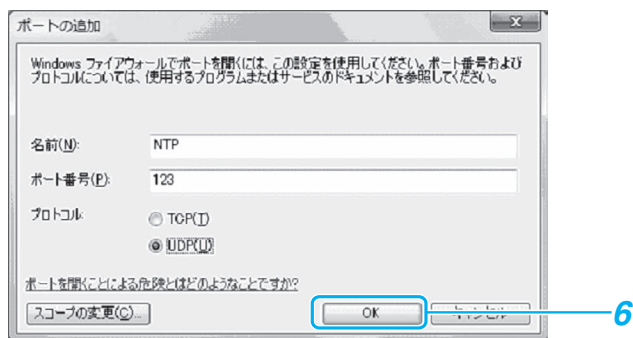 ポートの追加
Windows ファイアウォールでポートを開くには、この設定を使用してください。ポート番号および
プロトコルについては、使用するプログラムまたはサービスのドキュメントを参照してください。
名前(N): NTP
ポート番号(P): 123
プロトコル: TCP(T)
UDP(U)
ポートを開くことによる危険とはどのようなことですか?
スコープの変更(C)... OK キャンセル 6